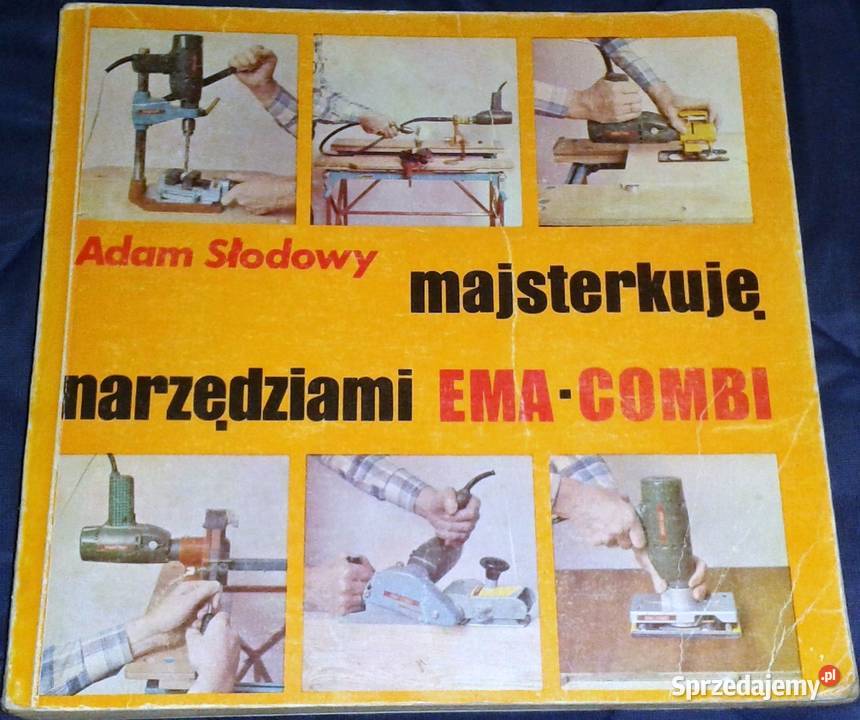 Adam Słodowy
majsterkuję
narzędziami EMA·COMBI
Sprzedajemy.pl